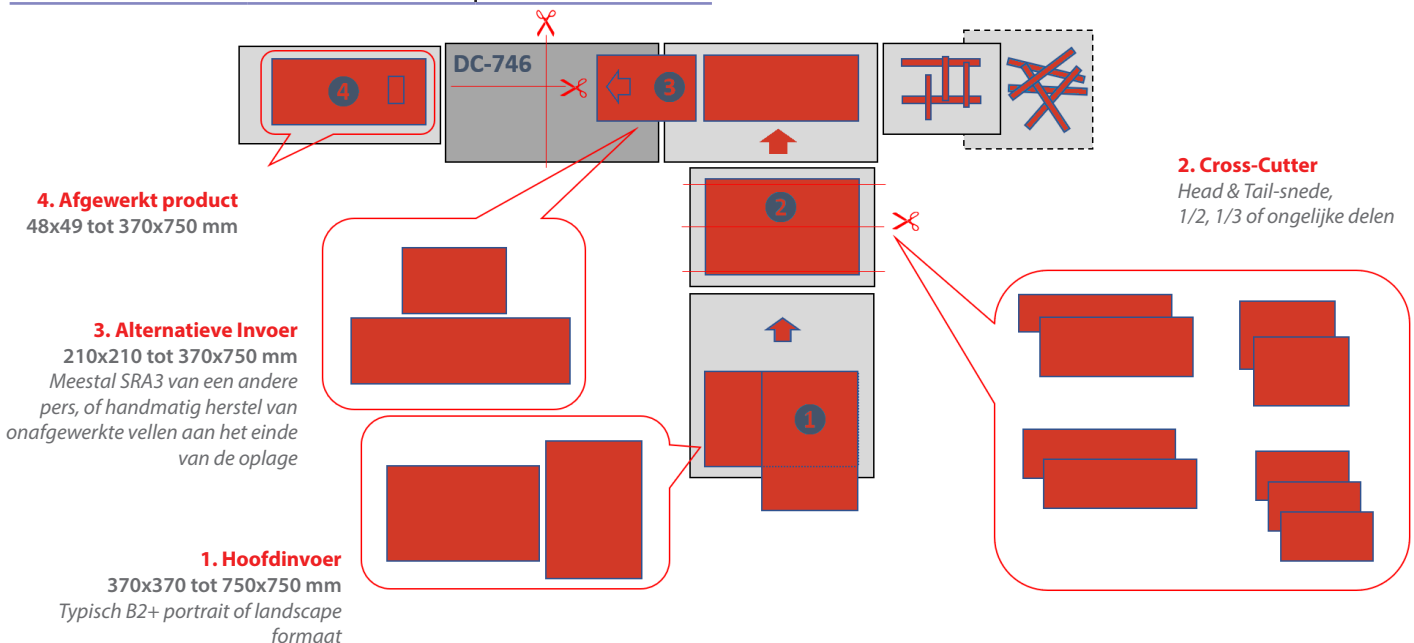 DC-746
4
3
2
1
4. Afgewerkt product
48x49 tot 370x750 mm
2. Cross-Cutter
Head & Tail-snede,
1/2, 1/3 of ongelijke delen
3. Alternatieve Invoer
210x210 tot 370x750 mm
Meestal SRA3 van een andere
pers, of handmatig herstel van
onafgewerkte vellen aan het einde
van de oplage
1. Hoofdinvoer
370x370 tot 750x750 mm
Typisch B2+ portrait of landscape
formaat